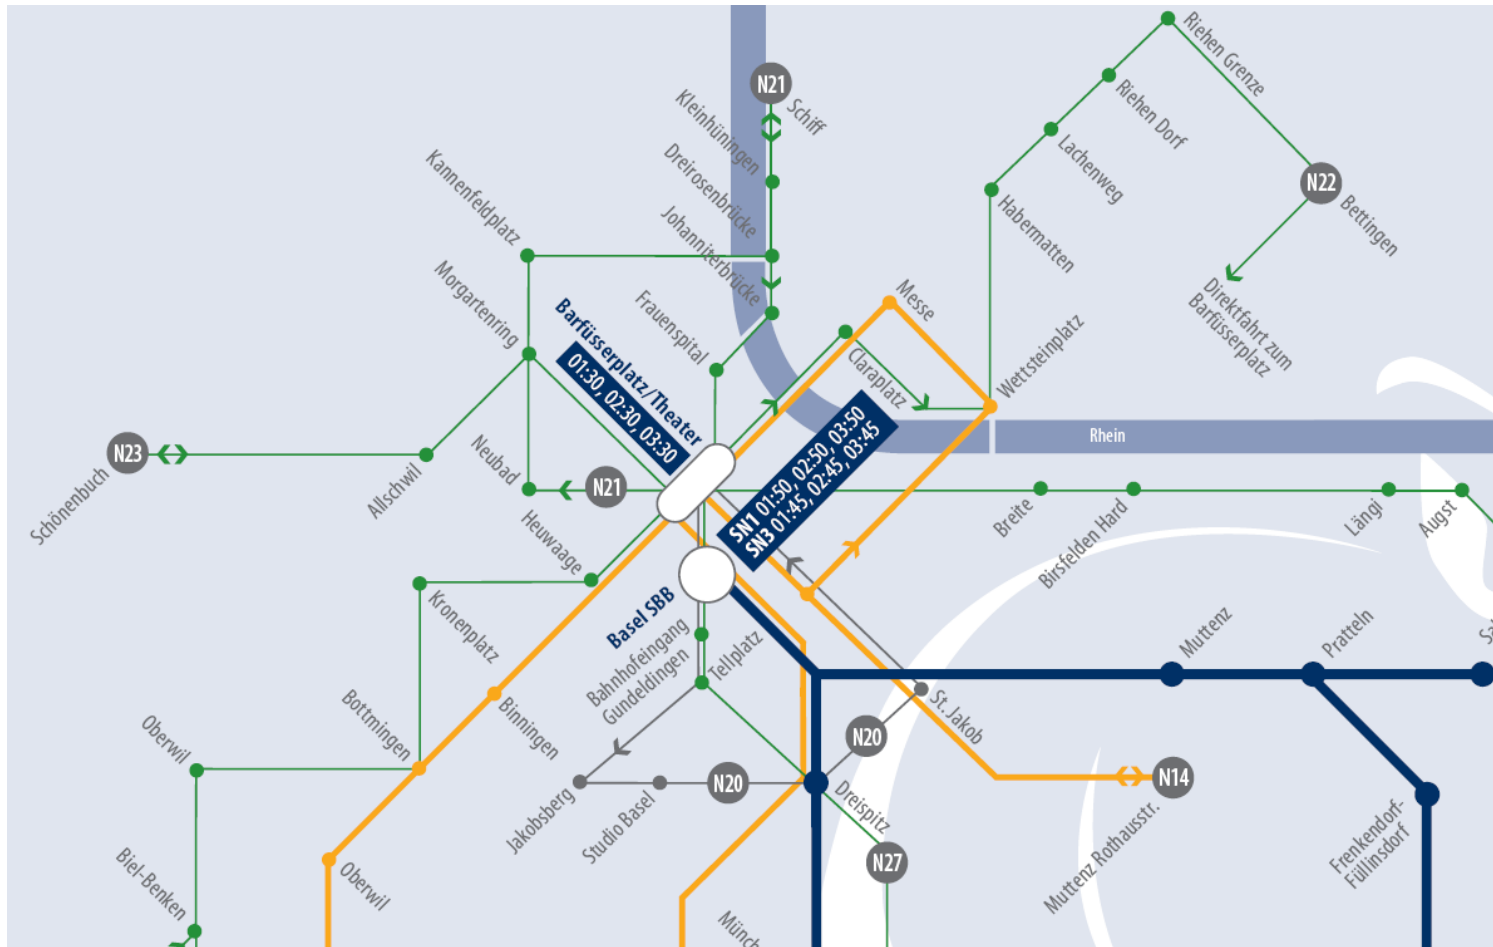 Riehen Grenze
N21
Schiff
Riehen Dorf
Kleinhüningen
Lachenweg
Kannenfeldplatz
Dreirosenbrücke
N22
Bettingen
Johanniterbrücke
Habermatten
Morgartenring
Direktfahrt zum
Barfüsserplatz
Frauenspital
Messe
Barfüsserplatz/Theater
01:30, 02:30, 03:30
Claraplatz
Wettsteinplatz
Rhein
N23
Schönenbuch
Allschwil
Neubad
N21
SN1 01:50, 02:50, 03:50
SN3 01:45, 02:45, 03:45
Heuwaage
Breite
Birsfelden Hard
Längi
Augst
Basel SBB
Kronenplatz
Bahnhofeingang
Gundeldingen
Tellplatz
Muttenz
Pratteln
Oberwil
Bottmingen
Binningen
St. Jakob
N20
N20
Jakobsberg
Studio Basel
Dreispitz
N14
Muttenz Rothausstr.
Frenkendorf-
Füllinsdorf
N27
Biel-Benken
Oberwil
Münch